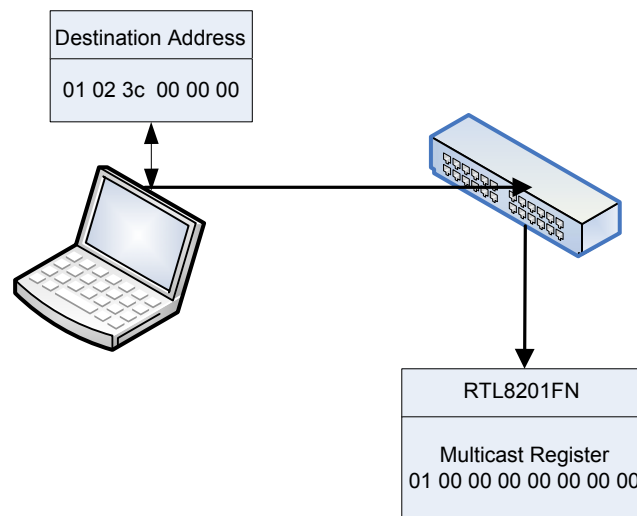 Destination Address
01 02 3c 00 00 00
RTL8201FN
Multicast Register
01 00 00 00 00 00 00 00